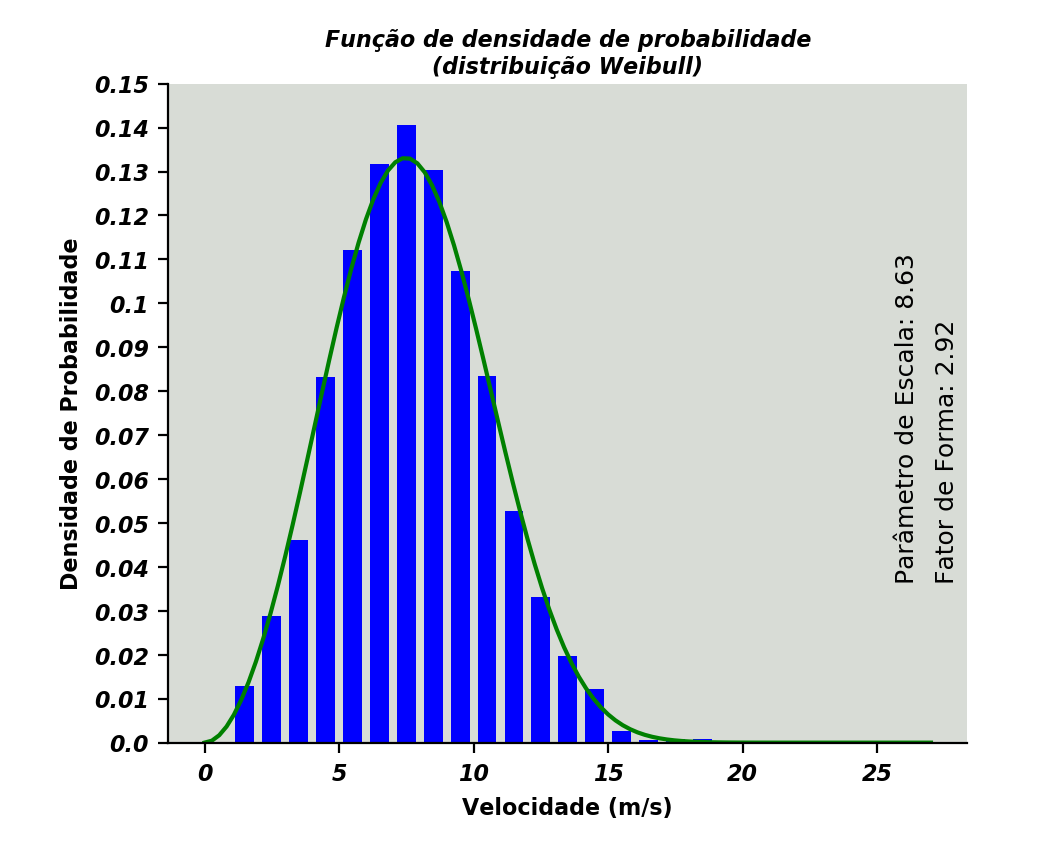 Função de densidade de probabilidade
(distribuição Weibull)
Densidade de Probabilidade
0.15
0.14
0.13
0.12
0.11
0.1
0.09
0.08
0.07
0.06
0.05
0.04
0.03
0.02
0.01
0.0
Parâmetro de Escala: 8.63
Fator de Forma: 2.92
0 5 10 15 20 25
Velocidade (m/s)